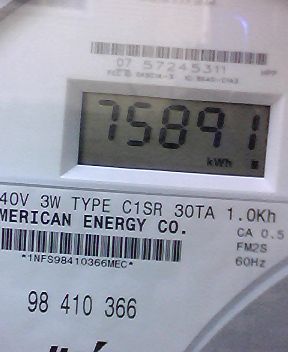 07 57245311
75891
kWh
40V 3W TYPE C1SR 30TA 1.0Kh
MERICAN ENERGY CO.
CA 0.5
FM2S
*1NFS98410366MEC*
60Hz
98 410 366